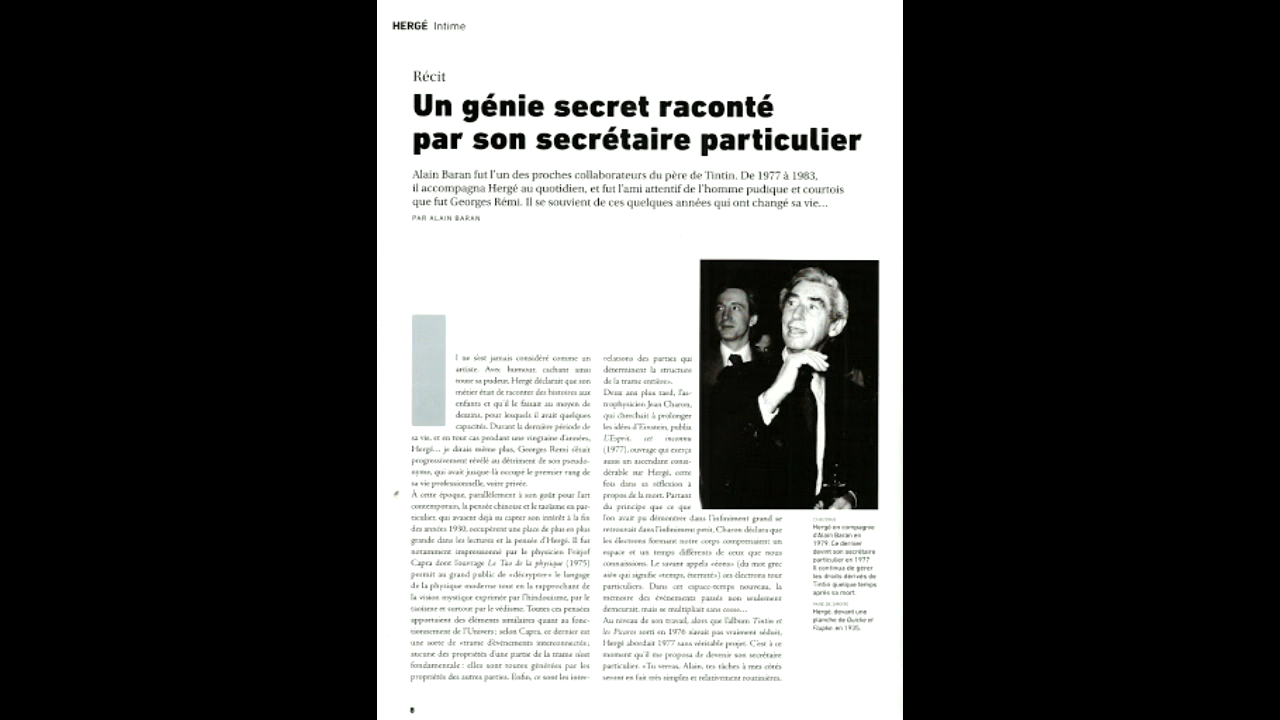 HERGÉ Intime
Récit
Un génie secret raconté
par son secrétaire particulier
Alain Baran fut l'un des proches collaborateurs du père de Tintin. De 1977 à 1983,
il accompagna Hergé au quotidien, et fut l'ami attentif de l'homme pudique et courtois
que fut Georges Rémi. Il se souvient de ces quelques années qui ont changé sa vie...
PAR ALAIN BARAN
l ne s'est jamais considéré comme un
artiste. Avec humour, cachant ainsi
toute sa pudeur, Hergé déclarait que son
métier était de raconter des histoires aux
enfants et qu'il le faisait au moyen de
dessins, pour lesquels il avait quelques
capacités. Durant la dernière période de
sa vie, et en tout cas pendant une vingtaine d'années,
Hergé... je dirais même plus, Georges Remi s'était
progressivement révélé au détriment de son pseudo-
nyme, qui avait jusque-là occupé le premier rang de
sa vie professionnelle, voire privée.
À cette époque, parallèlement à son goût pour l'art
contemporain, la pensée chinoise et le taoïsme en par-
ticulier, qui avaient déjà su capter son intérêt à la fin
des années 1930, occupèrent une place de plus en plus
grande dans les lectures et la pensée d'Hergé. Il fut
notamment impressionné par le physicien Fritjof
Capra dont l'ouvrage Le Tao de la physique (1975)
permit au grand public de «décrypter» le langage
de la physique moderne tout en la rapprochant de
la vision mystique exprimée par l'hindouisme, par le
taoïsme et surtout par le védisme. Toutes ces pensées
apportaient des éléments similaires quant au fonc-
tionnement de l'Univers; selon Capra, ce dernier est
une sorte de «trame d'événements interconnectés;
aucune des propriétés d'une partie de la trame n'est
fondamentale : elles sont toutes générées par les
propriétés des autres parties. Enfin, ce sont les inter-
relations des parties qui
déterminent la structure
de la trame entière».
Deux ans plus tard, l'as-
trophysicien Jean Charon,
qui cherchait à prolonger
les idées d'Einstein, publia
L'Esprit, cet inconnu
(1977), ouvrage qui exerça
aussi un ascendant consi-
dérable sur Hergé, cette
fois dans sa réflexion à
propos de la mort. Partant
du principe que ce que
l'on avait pu démontrer dans l'infiniment grand se
retrouvait dans l'infiniment petit, Charon déclara que
les électrons formant notre corps comprenaient un
espace et un temps différents de ceux que nous
connaissions. Le savant appela «éons» (du mot grec
aiôn qui signifie «temps, éternité») ces électrons tout
particuliers. Dans cet espace-temps nouveau, la
mémoire des événements passés non seulement
demeurait, mais se multipliait sans cesse...
Au niveau de son travail, alors que l'album Tintin et
les Picaros sorti en 1976 n'avait pas vraiment séduit,
Hergé abordait 1977 sans véritable projet. C'est à ce
moment qu'il me proposa de devenir son secrétaire
particulier. «Tu verras, Alain, tes tâches à mes côtés
seront en fait très simples et relativement routinières.
CI-DESSUS
Hergé en compagnie
d'Alain Baran en
1979. Ce dernier
devint son secrétaire
particulier en 1977.
Il continua de gérer
les droits dérivés de
Tintin quelque temps
après sa mort.
PAGE DE DROITE
Hergé, devant une
planche de Quick et
Flupke, en 1935.
8